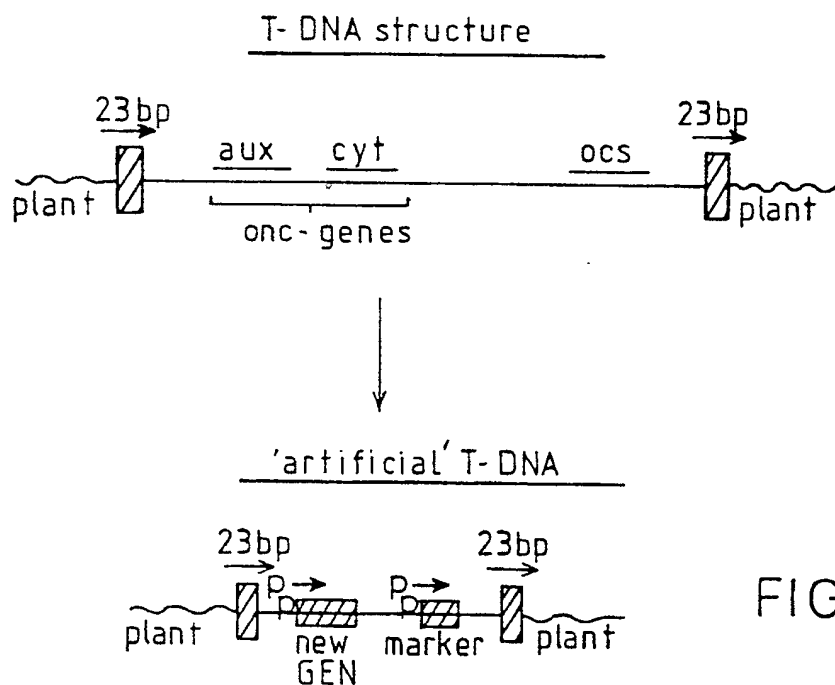 T-DNA structure
23bp
23bp
aux
cyt
ocs
plant
plant
onc-genes
'artificial' T-DNA
23bp
23bp
P
P
P
P
plant
new
GEN
marker
plant
FIG